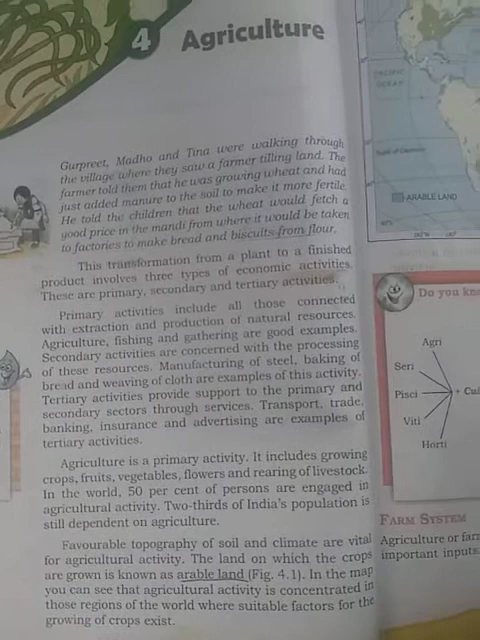 4 Agriculture
Gurpreet, Madho and Tina were walking through
the village where they saw a farmer tilling land. The
farmer told them that he was growing wheat and had
just added manure to the soil to make it more fertile.
He told the children that the wheat would fetch a
good price in the mandi from where it would be taken
to factories to make bread and biscuits from flour.
This transformation from a plant to a finished
product involves three types of economic activities.
These are primary, secondary and tertiary activities.
Primary activities include all those connected
with extraction and production of natural resources.
Agriculture, fishing and gathering are good examples.
Secondary activities are concerned with the processing
of these resources. Manufacturing of steel, baking of
bread and weaving of cloth are examples of this activity.
Tertiary activities provide support to the primary and
secondary sectors through services. Transport, trade,
banking, insurance and advertising are examples of
tertiary activities.
Agriculture is a primary activity. It includes growing
crops, fruits, vegetables, flowers and rearing of livestock.
In the world, 50 per cent of persons are engaged in
agricultural activity. Two-thirds of India's population is
still dependent on agriculture.
Favourable topography of soil and climate are vital
for agricultural activity. The land on which the crops
are grown is known as arable land (Fig. 4.1). In the map
you can see that agricultural activity is concentrated in
those regions of the world where suitable factors for the
growing of crops exist.
PACIFIC
OCEAN
ARABLE LAND
Do you
Agri
Seri
Pisci
+ Cul
Viti
Horti
FARM SYSTEM
Agriculture or
important inputs